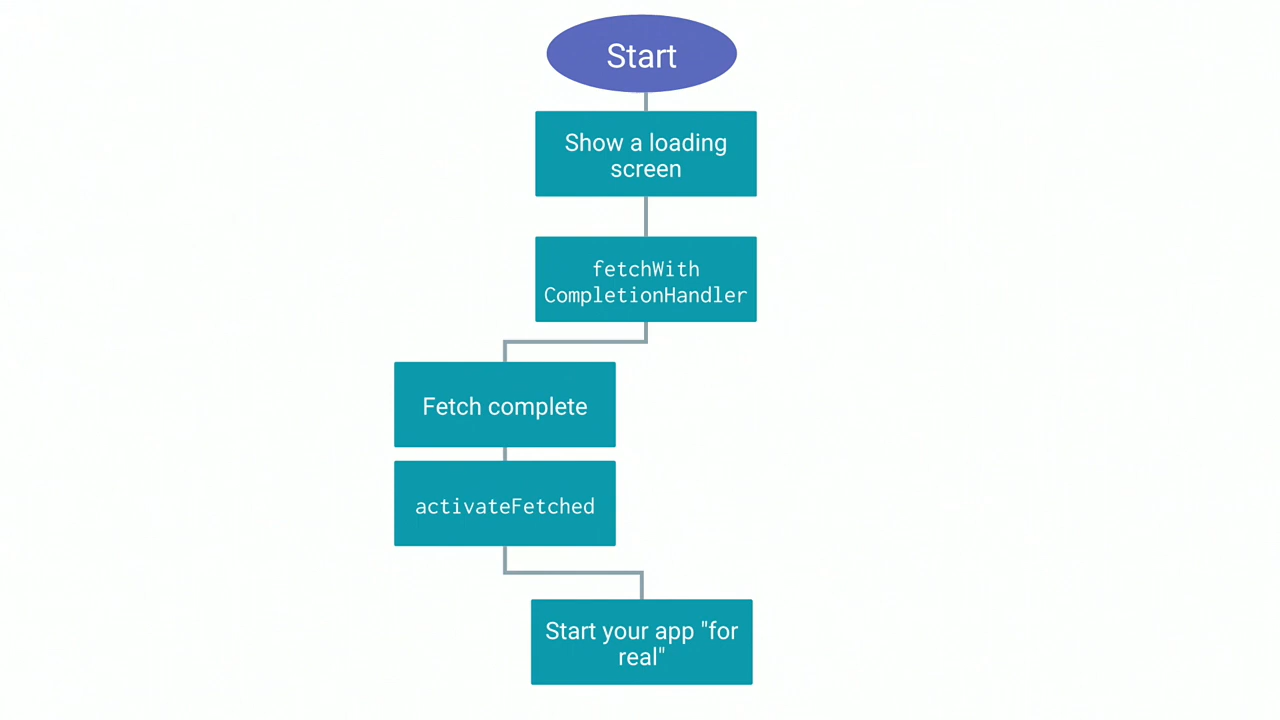 Start
Show a loading
screen
fetchWith
CompletionHandler
Fetch complete
activateFetched
Start your app "for
real"